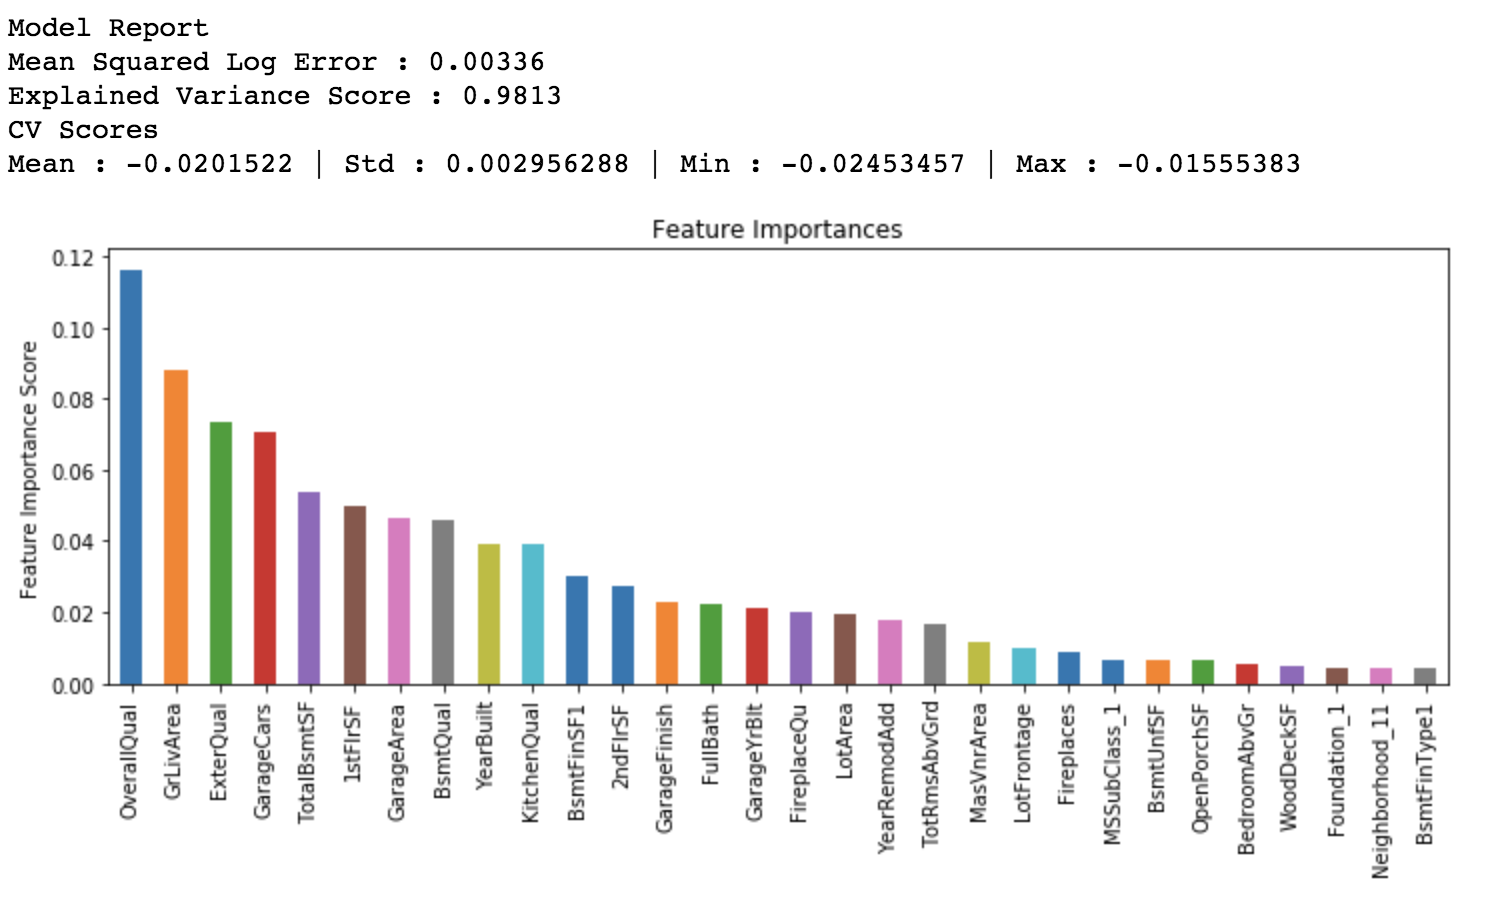 Model Report
Mean Squared Log Error : 0.00336
Explained Variance Score : 0.9813
CV Scores
Mean : -0.0201522 | Std : 0.002956288 | Min : -0.02453457 | Max : -0.01555383
Feature Importances
Feature Importance Score
0.12
0.10
0.08
0.06
0.04
0.02
0.00
OverallQual
GrLivArea
ExterQual
GarageCars
TotalBsmtSF
1stFlrSF
GarageArea
BsmtQual
YearBuilt
KitchenQual
BsmtFinSF1
2ndFlrSF
GarageFinish
FullBath
GarageYrBlt
FireplaceQu
LotArea
YearRemodAdd
TotRmsAbvGrd
MasVnrArea
LotFrontage
Fireplaces
MSSubClass_1
BsmtUnfSF
OpenPorchSF
BedroomAbvGr
WoodDeckSF
Foundation_1
Neighborhood_11
BsmtFinType1